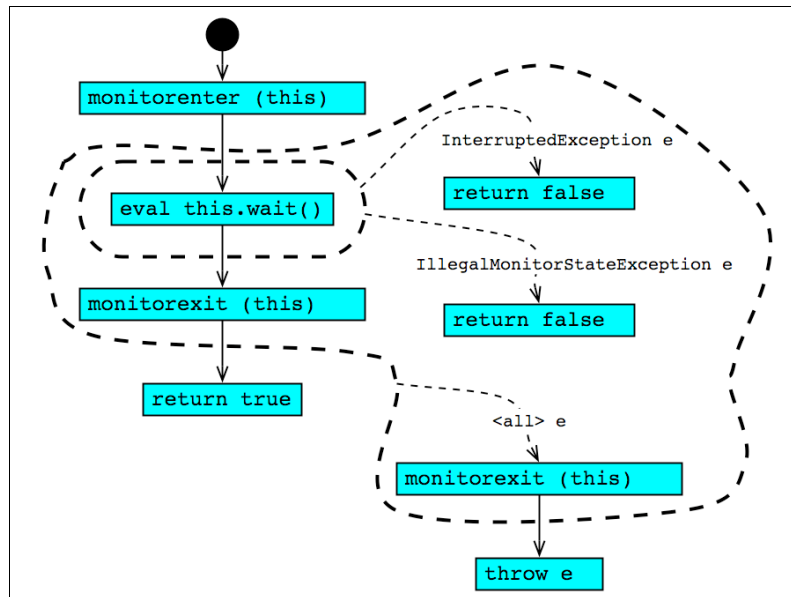 monitorenter (this)
InterruptedException e
return false
eval this.wait()
IllegalMonitorStateException e
monitorexit (this)
return false
return true
<all> e
monitorexit (this)
throw e